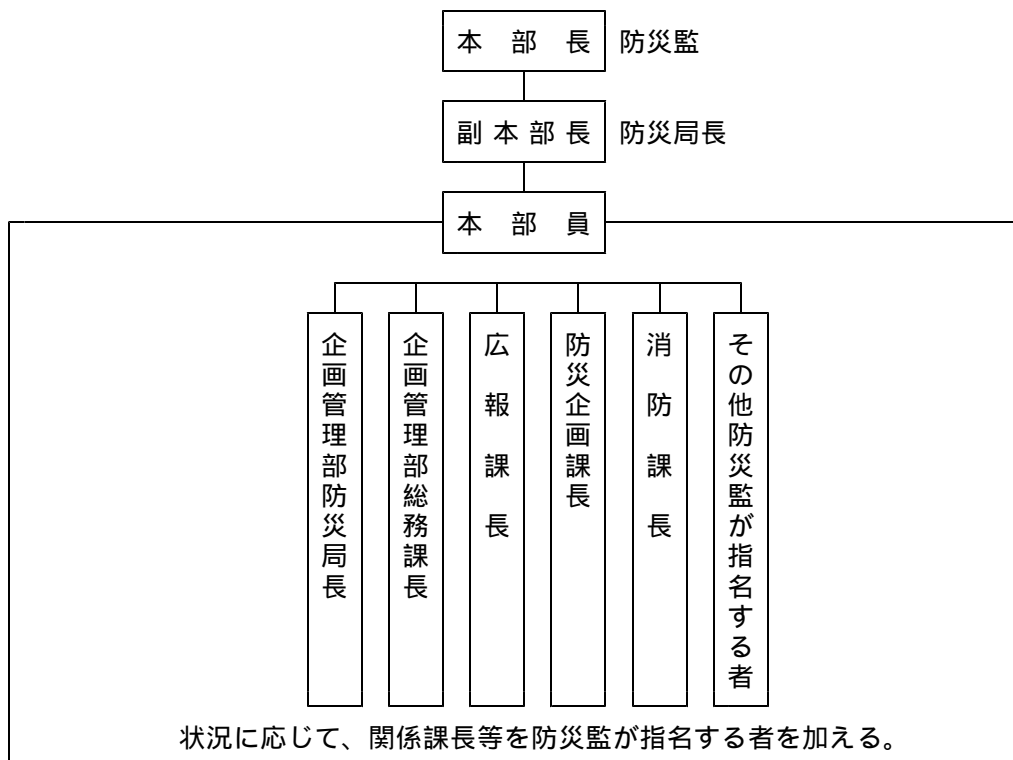 本部長 防災監
副本部長 防災局長
本部員
企画管理部防災局長
企画管理部総務課長
広報課長
防災企画課長
消防課長
その他防災監が指名する者
状況に応じて、関係課長等を防災監が指名する者を加える。